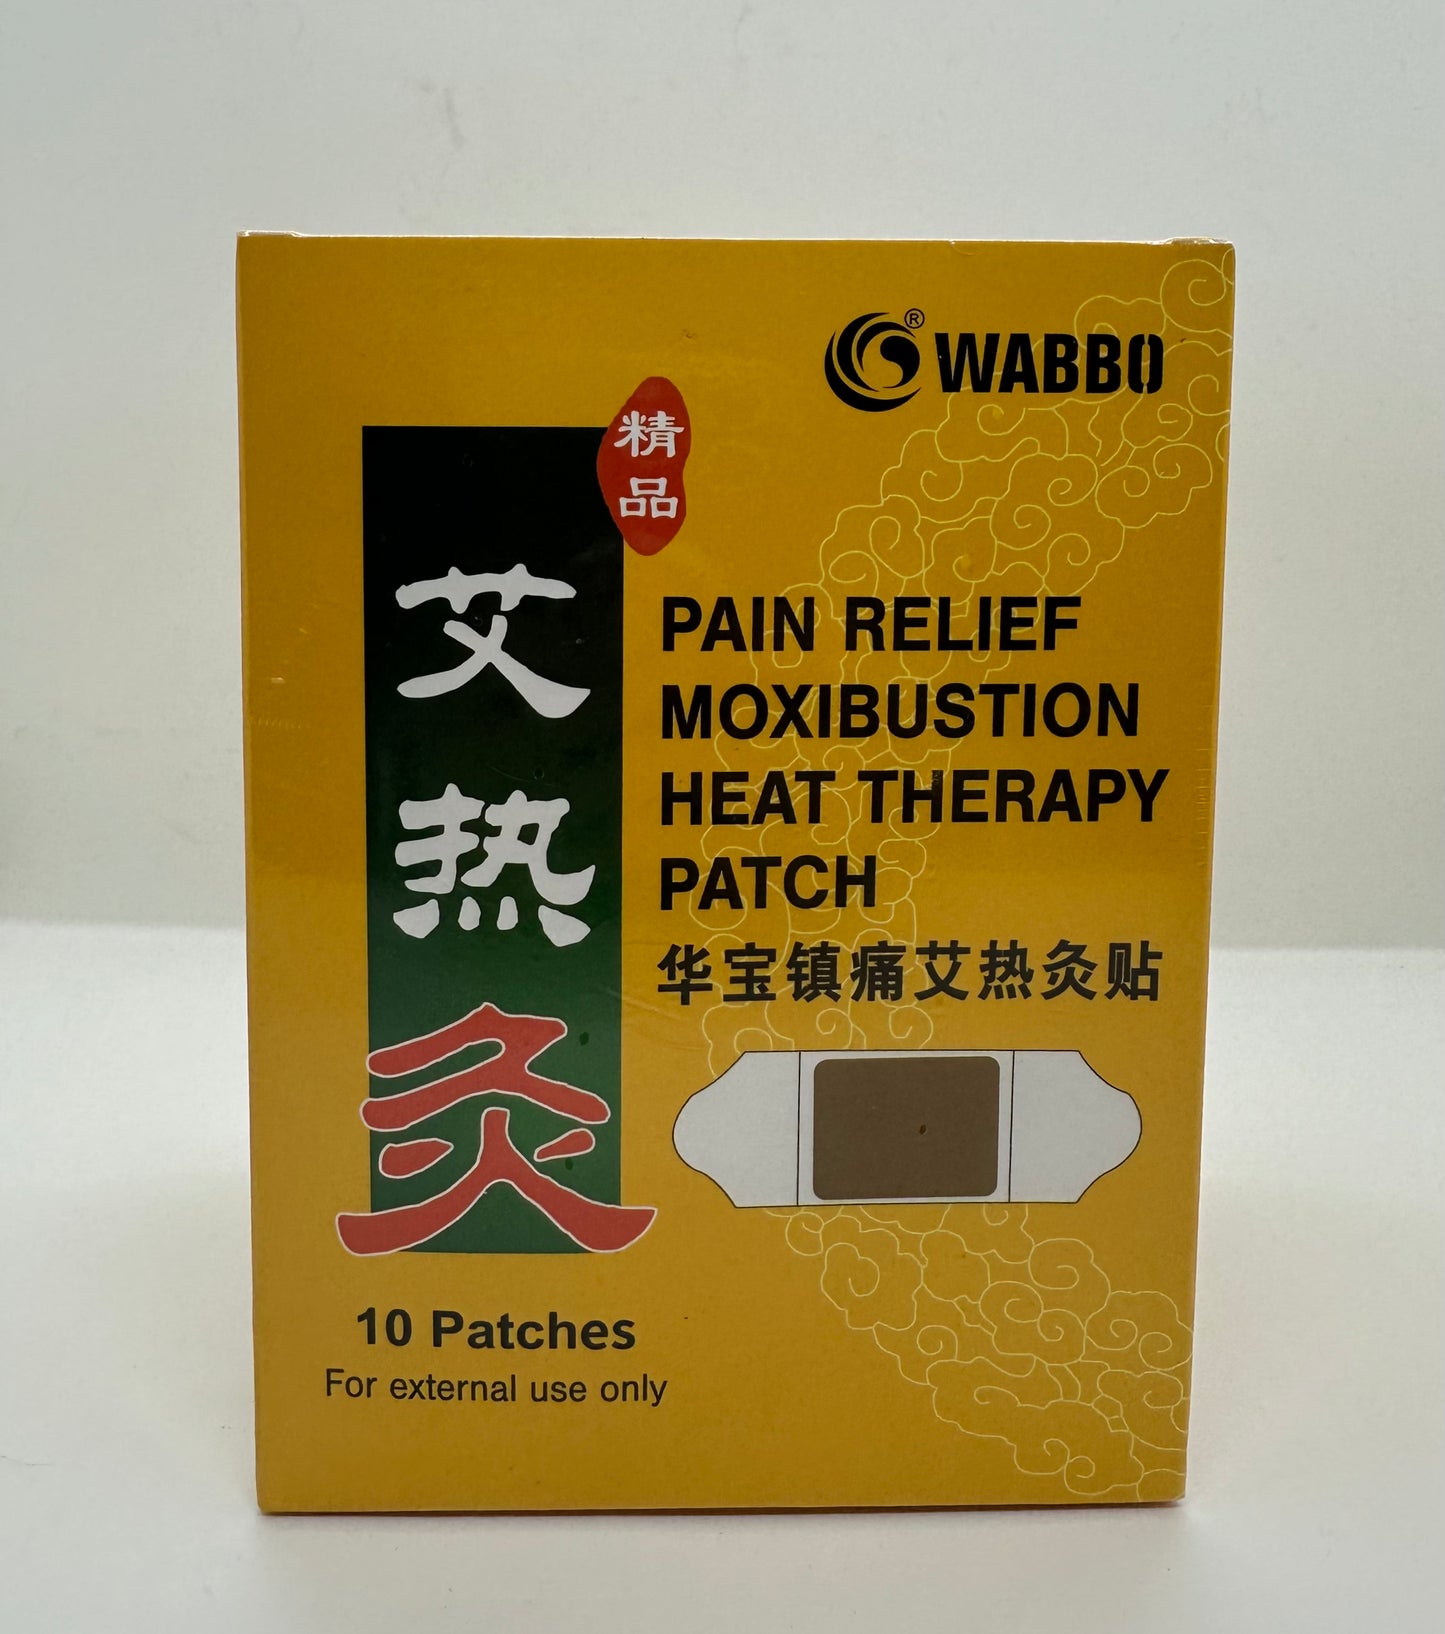 ® WABBO
精品
艾热灸
PAIN RELIEF
MOXIBUSTION
HEAT THERAPY
PATCH
华宝镇痛艾热灸贴
10 Patches
For external use only